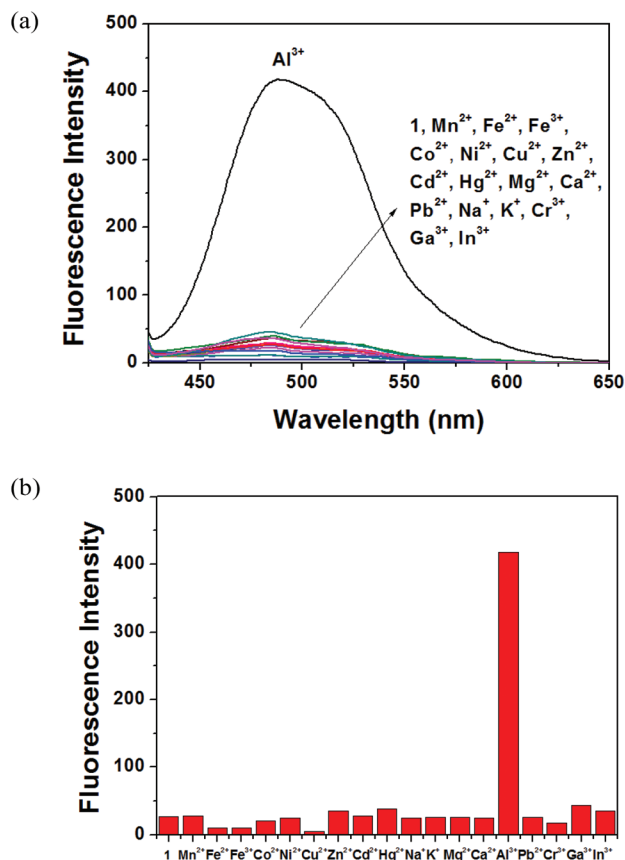 (a)
500
400
300
200
100
0
Fluorescence Intensity
Al³⁺
1, Mn²⁺, Fe²⁺, Fe³⁺,
Co²⁺, Ni²⁺, Cu²⁺, Zn²⁺,
Cd²⁺, Hg²⁺, Mg²⁺, Ca²⁺,
Pb²⁺, Na⁺, K⁺, Cr³⁺,
Ga³⁺, In³⁺
450 500 550 600 650
Wavelength (nm)
(b)
500
400
300
200
100
0
Fluorescence Intensity
1 Mn²⁺ Fe²⁺ Fe³⁺ Co²⁺ Ni²⁺ Cu²⁺ Zn²⁺ Cd²⁺ Hg²⁺ Na⁺ K⁺ Mg²⁺ Ca²⁺ Al³⁺ Pb²⁺ Cr³⁺ Ga³⁺ In³⁺